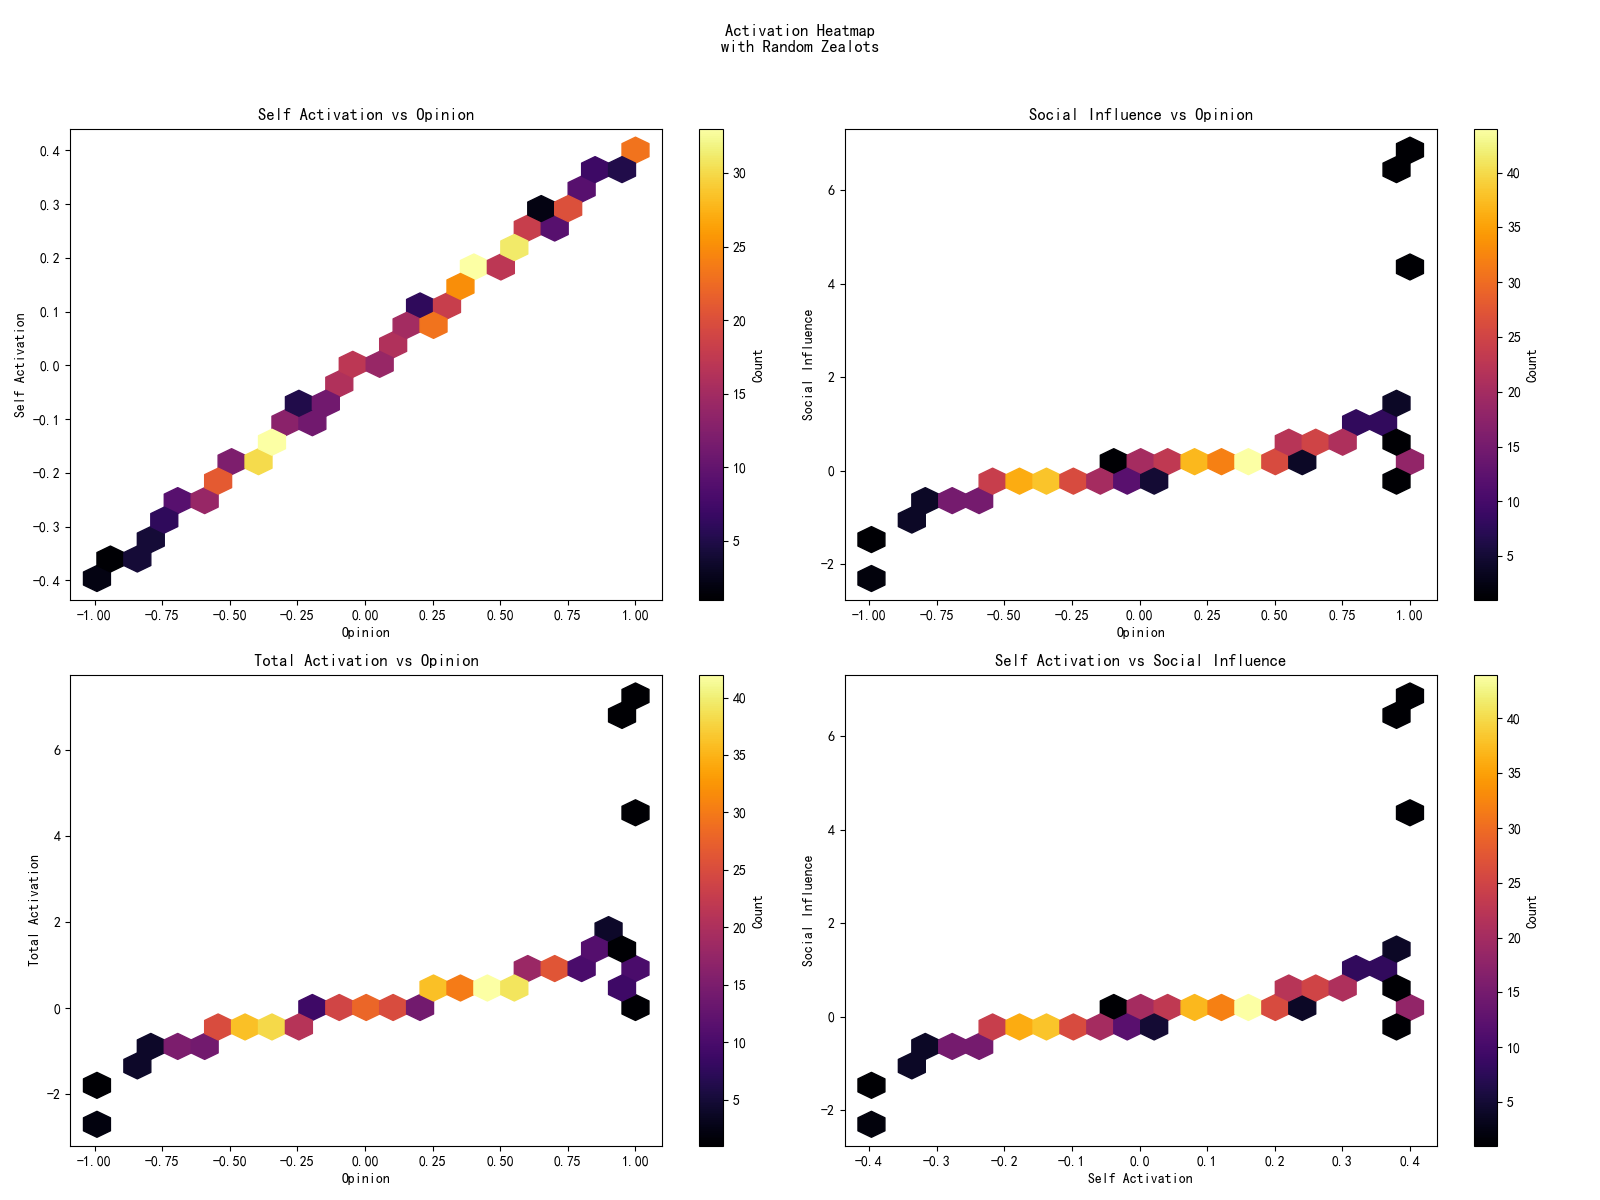 Activation Heatmap
with Random Zealots
Self Activation vs Opinion
Self Activation
0.4
0.3
0.2
0.1
0.0
−0.1
−0.2
−0.3
−0.4
−1.00 −0.75 −0.50 −0.25 0.00 0.25 0.50 0.75 1.00
Opinion
30
25
20
15
10
5
Count
Social Influence vs Opinion
Social Influence
6
4
2
0
−2
−1.00 −0.75 −0.50 −0.25 0.00 0.25 0.50 0.75 1.00
Opinion
40
35
30
25
20
15
10
5
Count
Total Activation vs Opinion
Total Activation
6
4
2
0
−2
−1.00 −0.75 −0.50 −0.25 0.00 0.25 0.50 0.75 1.00
Opinion
40
35
30
25
20
15
10
5
Count
Self Activation vs Social Influence
Social Influence
6
4
2
0
−2
−0.4 −0.3 −0.2 −0.1 0.0 0.1 0.2 0.3 0.4
Self Activation
40
35
30
25
20
15
10
5
Count